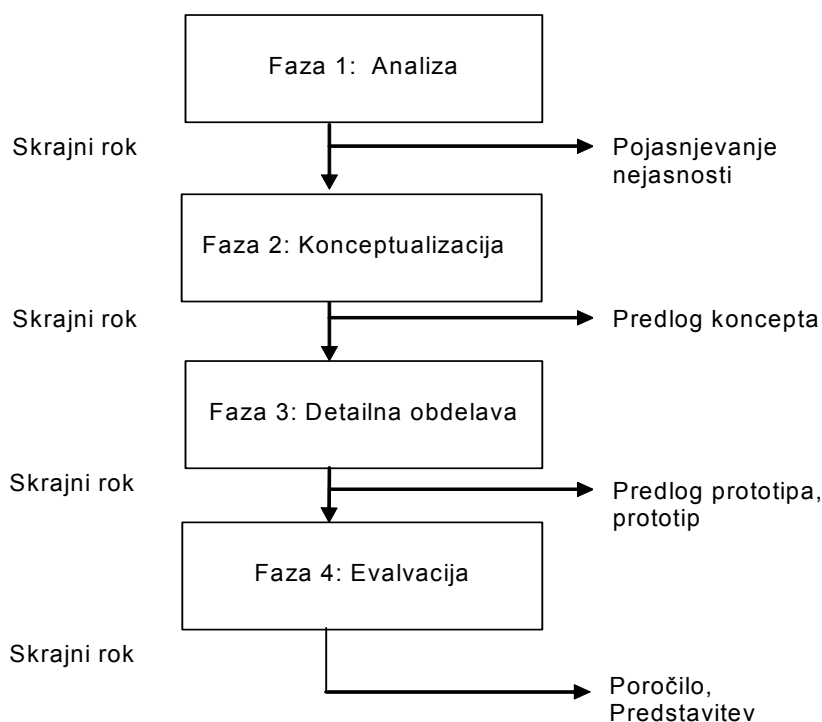 Faza 1: Analiza
Skrajni rok
Pojasnjevanje
nejasnosti
Faza 2: Konceptualizacija
Skrajni rok
Predlog koncepta
Faza 3: Detailna obdelava
Skrajni rok
Predlog prototipa,
prototip
Faza 4: Evalvacija
Skrajni rok
Poročilo,
Predstavitev